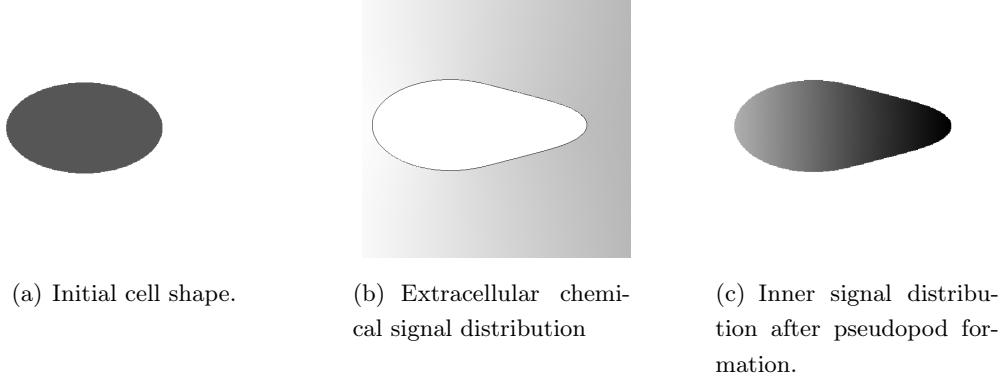 (a) Initial cell shape.
(b) Extracellular chemi-
cal signal distribution
(c) Inner signal distribu-
tion after pseudopod for-
mation.